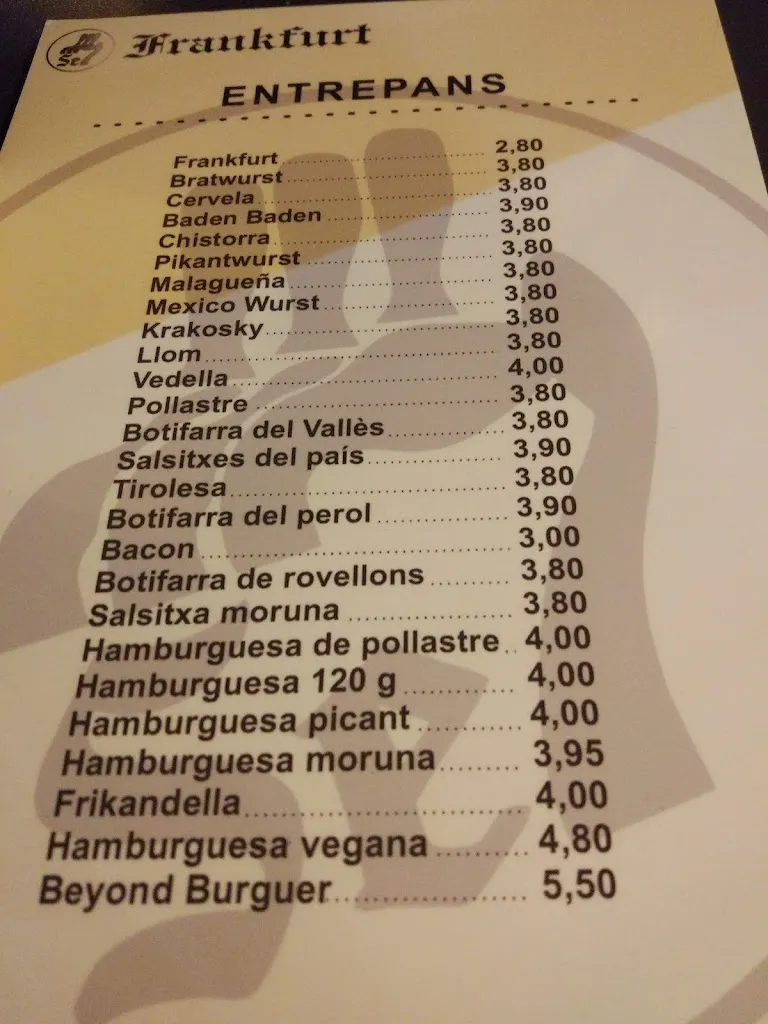 Frankfurt
ENTREPANS
Frankfurt 2,80
Bratwurst 3,80
Cervela 3,80
Baden Baden 3,90
Chistorra 3,80
Pikantwurst 3,80
Malagueña 3,80
Mexico Wurst 3,80
Krakosky 3,80
Llom 3,80
Vedella 4,00
Pollastre 3,80
Botifarra del Vallès 3,80
Salsitxes del país 3,90
Tirolesa 3,80
Botifarra del perol 3,90
Bacon 3,00
Botifarra de rovellons 3,80
Salsitxa moruna 3,80
Hamburguesa de pollastre 4,00
Hamburguesa 120 g 4,00
Hamburguesa picant 4,00
Hamburguesa moruna 3,95
Frikandella 4,00
Hamburguesa vegana 4,80
Beyond Burguer 5,50